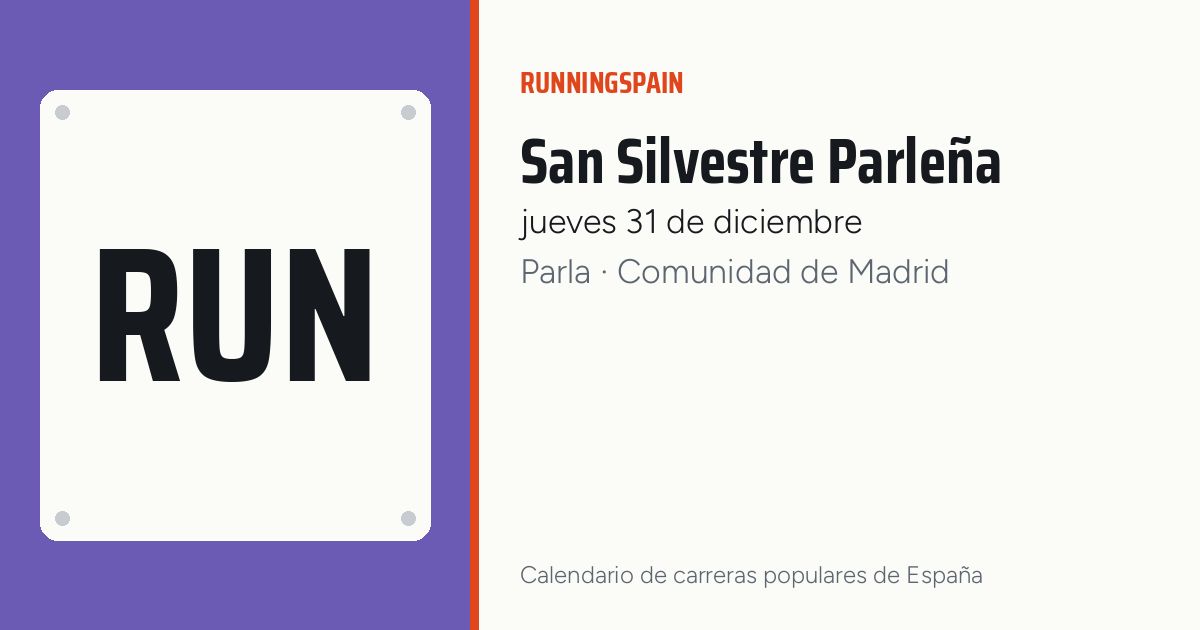 RUN
RUNNINGSPAIN
San Silvestre Parleña
jueves 31 de diciembre
Parla · Comunidad de Madrid
Calendario de carreras populares de España